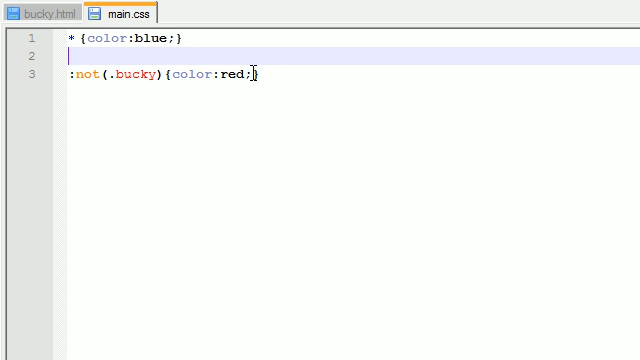 bucky.html main.css
1 * {color:blue;}
2
3 :not(.bucky){color:red;}